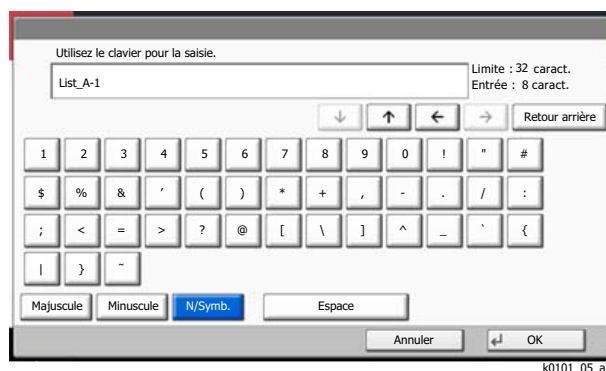 Utilisez le clavier pour la saisie.
List_A-1
Limite : 32 caract.
Entrée : 8 caract.
↓ ↑ ← → Retour arrière
1 2 3 4 5 6 7 8 9 0 ! " #
$ % & ' ( ) * + , - . / :
; < = > ? @ [ \ ] ^ _ ` {
| } ~
Majuscule Minuscule N/Symb. Espace
Annuler OK
k0101_05_a